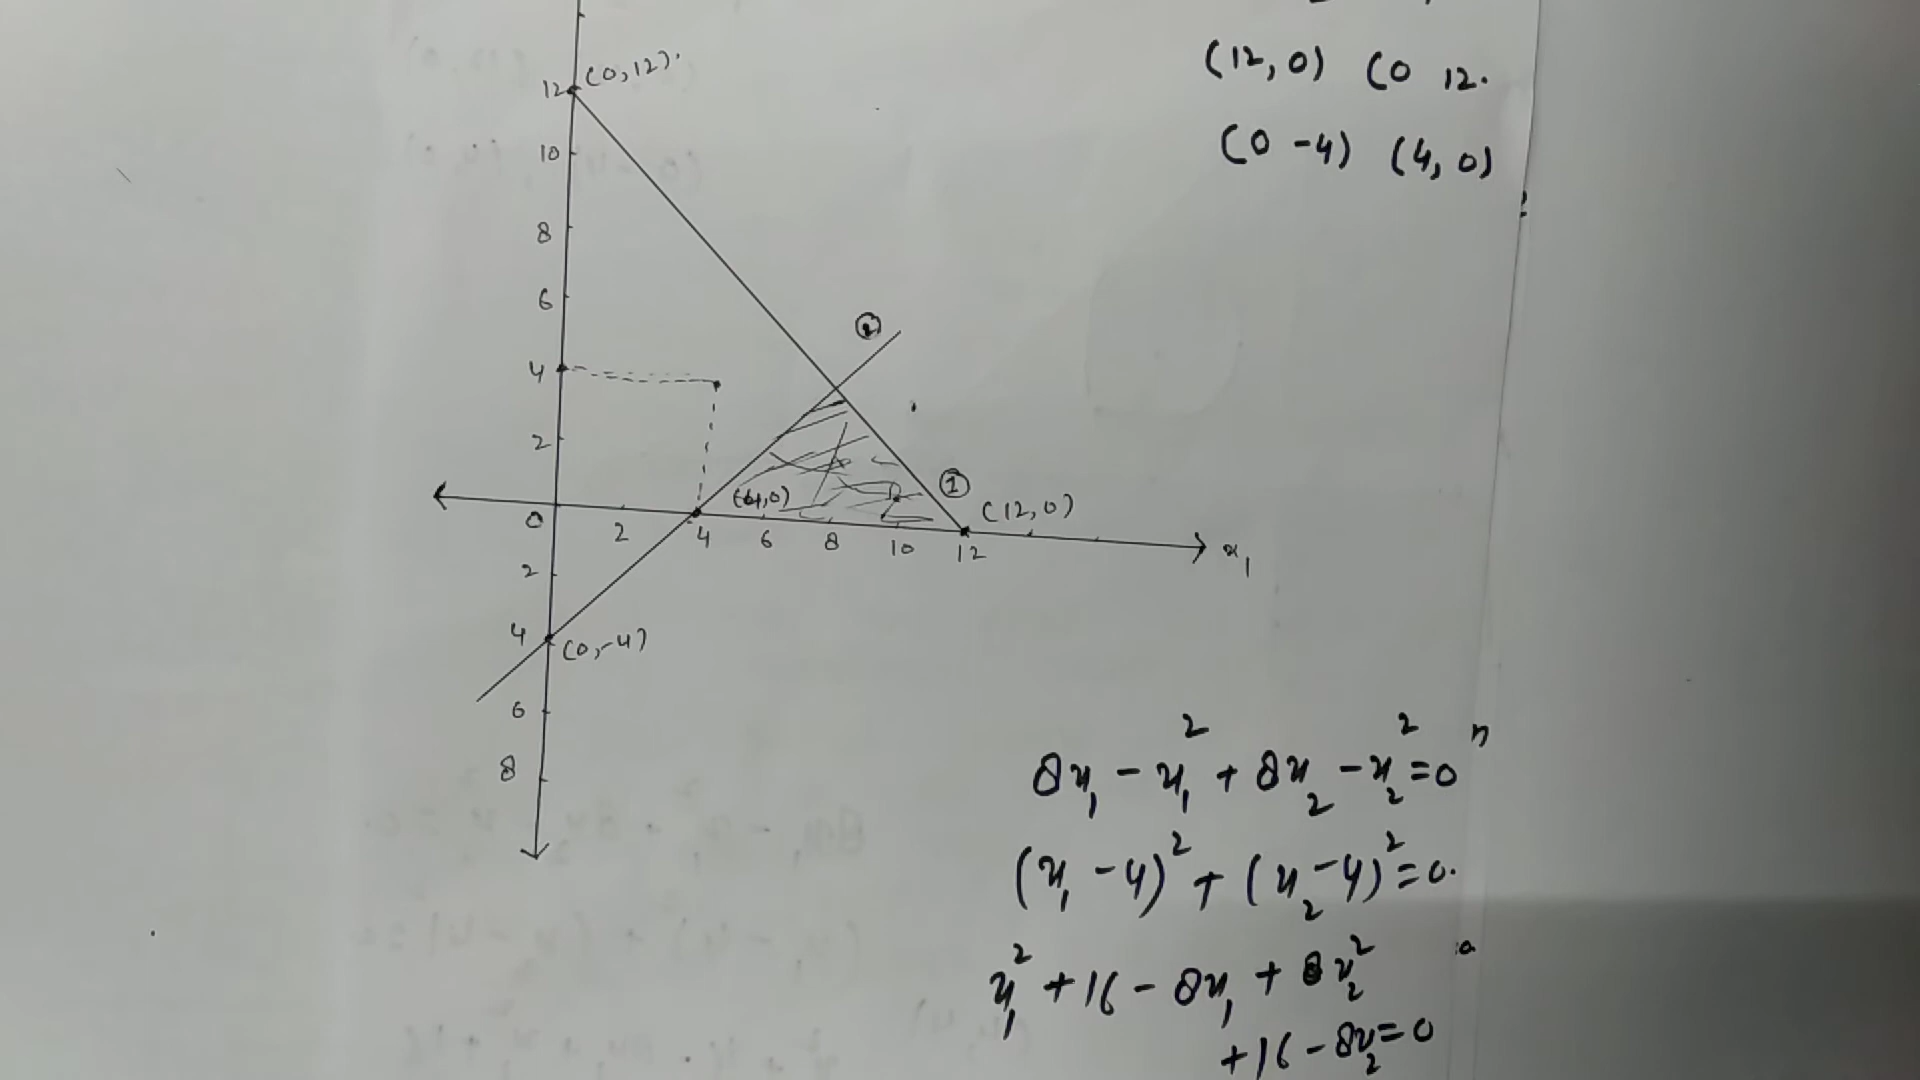 (12,0) (0 12.
(0 -4) (4, 0)
12 (0,12).
10
8
6
②
4
2
(4,0) ①
(12,0)
0 2 4 6 8 10 12 x₁
2
4 (0,-4)
6
8
8x₁ - x₁² + 8x₂ - x₂² = 0
(x₁ - 4)² + (x₂ - 4)² = 0.
x₁² + 16 - 8x₁ + x₂²
+16 - 8x₂ = 0